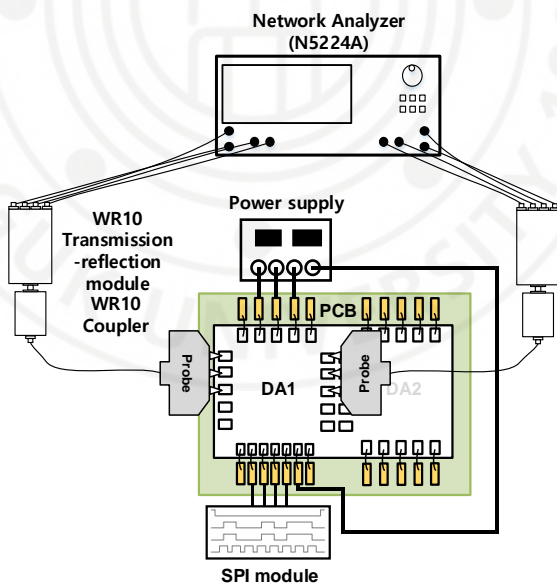 Network Analyzer
(N5224A)
WR10
Transmission
-reflection
module
WR10
Coupler
Power supply
PCB
Probe
DA1
Probe
DA2
SPI module